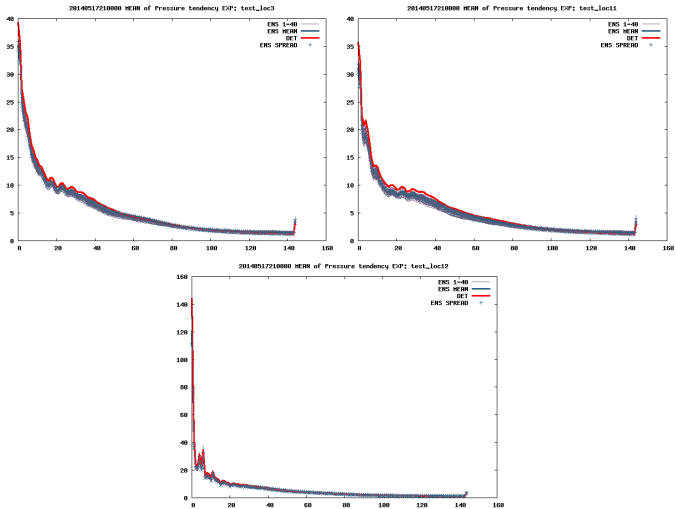 20140517210000 MEAN of Pressure tendency EXP; test_loc3
ENS 1-40
ENS MEAN
DET
ENS SPREAD
40
35
30
25
20
15
10
5
0
0 20 40 60 80 100 120 140 160
20140517210000 MEAN of Pressure tendency EXP; test_loc11
ENS 1-40
ENS MEAN
DET
ENS SPREAD
40
35
30
25
20
15
10
5
0
0 20 40 60 80 100 120 140 160
20140517210000 MEAN of Pressure tendency EXP; test_loc12
ENS 1-40
ENS MEAN
DET
ENS SPREAD
160
140
120
100
80
60
40
20
0
0 20 40 60 80 100 120 140 160